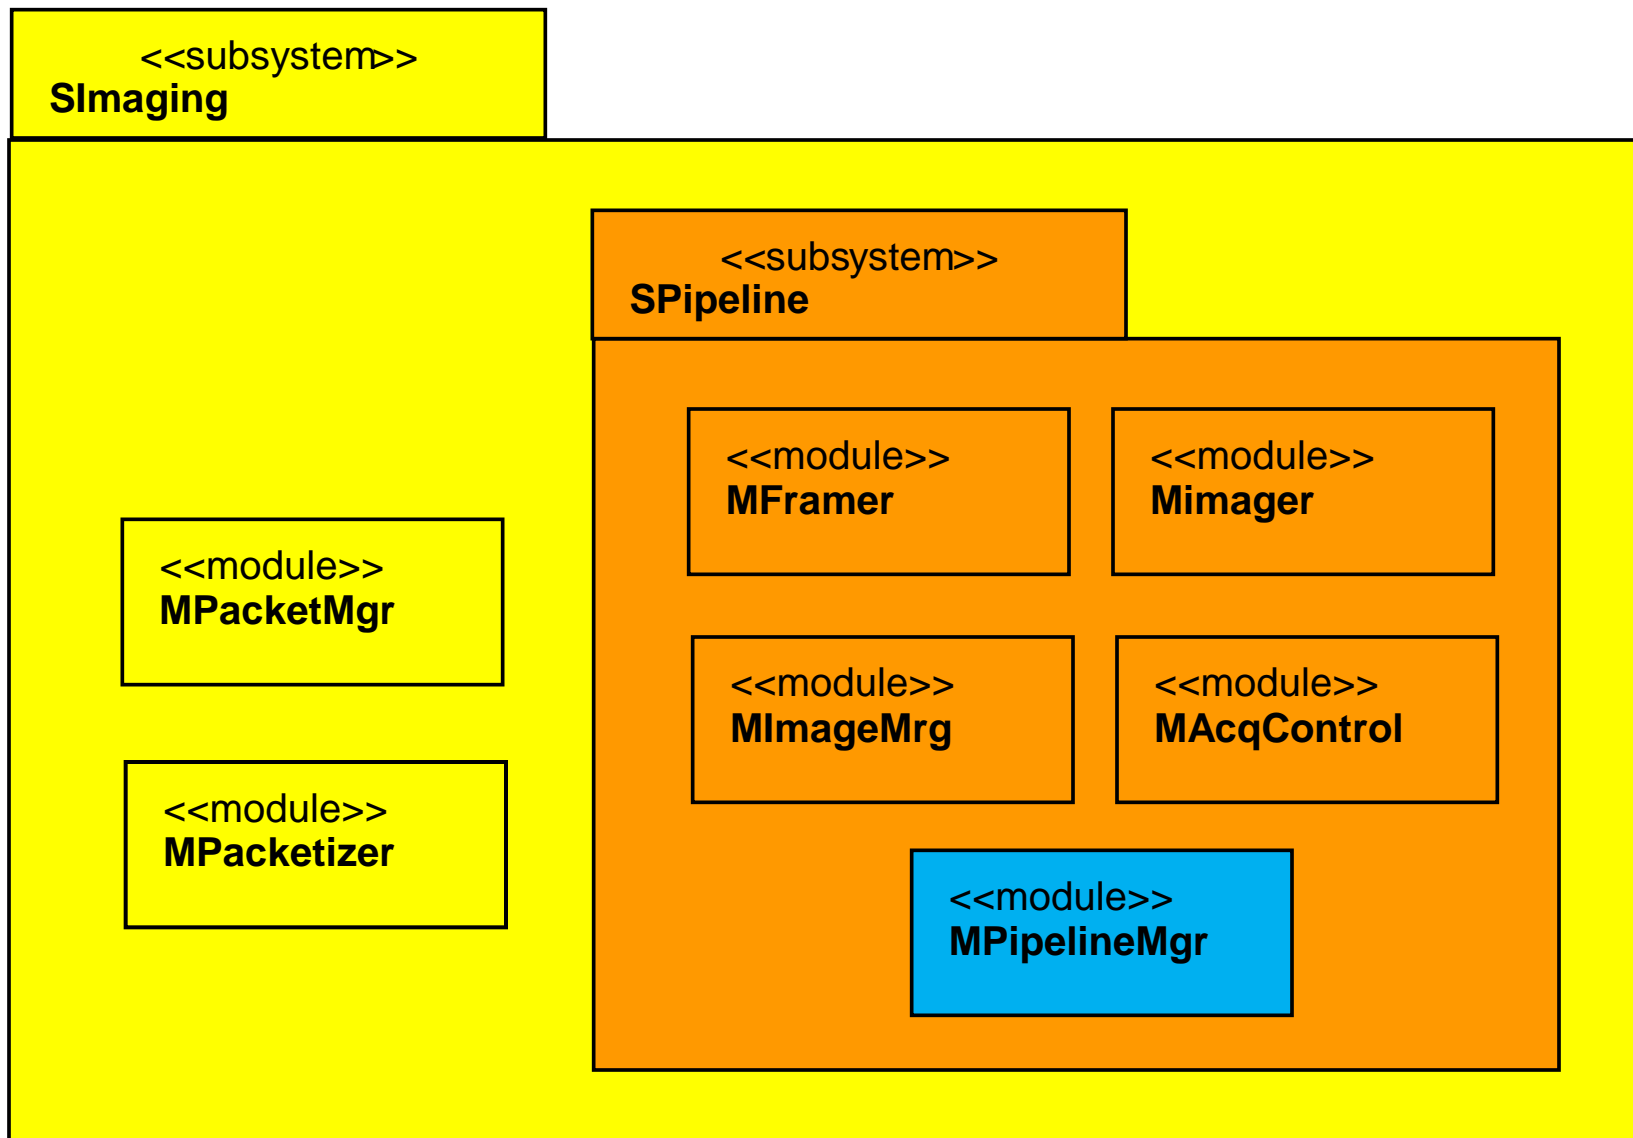 <<subsystem>>
SImaging
<<subsystem>>
SPipeline
<<module>>
MFramer
<<module>>
Mimager
<<module>>
MPacketMgr
<<module>>
MImageMrg
<<module>>
MAcqControl
<<module>>
MPacketizer
<<module>>
MPipelineMgr